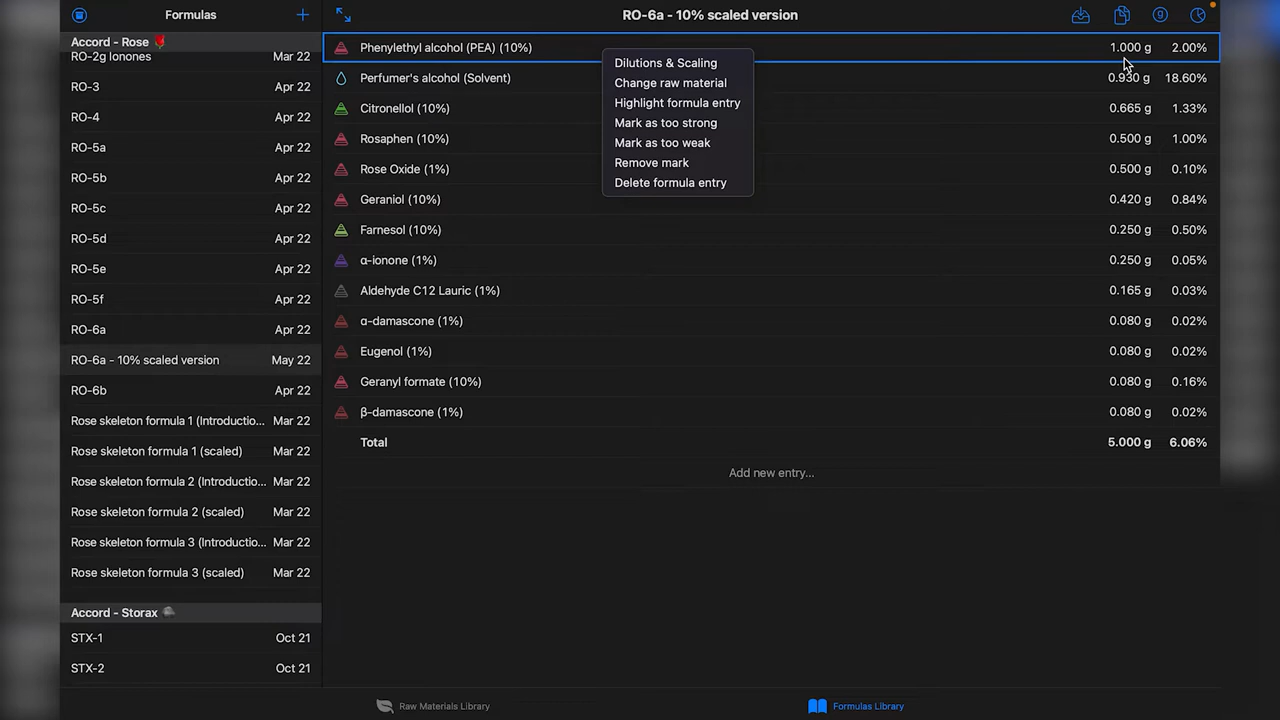 Formulas
RO-6a - 10% scaled version
Accord - Rose 🌹
RO-2g Ionones Mar 22
RO-3 Apr 22
RO-4 Apr 22
RO-5a Apr 22
RO-5b Apr 22
RO-5c Apr 22
RO-5d Apr 22
RO-5e Apr 22
RO-5f Apr 22
RO-6a Apr 22
RO-6a - 10% scaled version May 22
RO-6b Apr 22
Rose skeleton formula 1 (Introductio... Mar 22
Rose skeleton formula 1 (scaled) Mar 22
Rose skeleton formula 2 (Introductio... Mar 22
Rose skeleton formula 2 (scaled) Mar 22
Rose skeleton formula 3 (Introductio... Mar 22
Rose skeleton formula 3 (scaled) Mar 22
Accord - Storax
STX-1 Oct 21
STX-2 Oct 21
Phenylethyl alcohol (PEA) (10%) 1.000 g 2.00%
Perfumer's alcohol (Solvent) 0.930 g 18.60%
Citronellol (10%) 0.665 g 1.33%
Rosaphen (10%) 0.500 g 1.00%
Rose Oxide (1%) 0.500 g 0.10%
Geraniol (10%) 0.420 g 0.84%
Farnesol (10%) 0.250 g 0.50%
α-ionone (1%) 0.250 g 0.05%
Aldehyde C12 Lauric (1%) 0.165 g 0.03%
α-damascone (1%) 0.080 g 0.02%
Eugenol (1%) 0.080 g 0.02%
Geranyl formate (10%) 0.080 g 0.16%
β-damascone (1%) 0.080 g 0.02%
Total 5.000 g 6.06%
Add new entry...
Dilutions & Scaling
Change raw material
Highlight formula entry
Mark as too strong
Mark as too weak
Remove mark
Delete formula entry
Raw Materials Library
Formulas Library